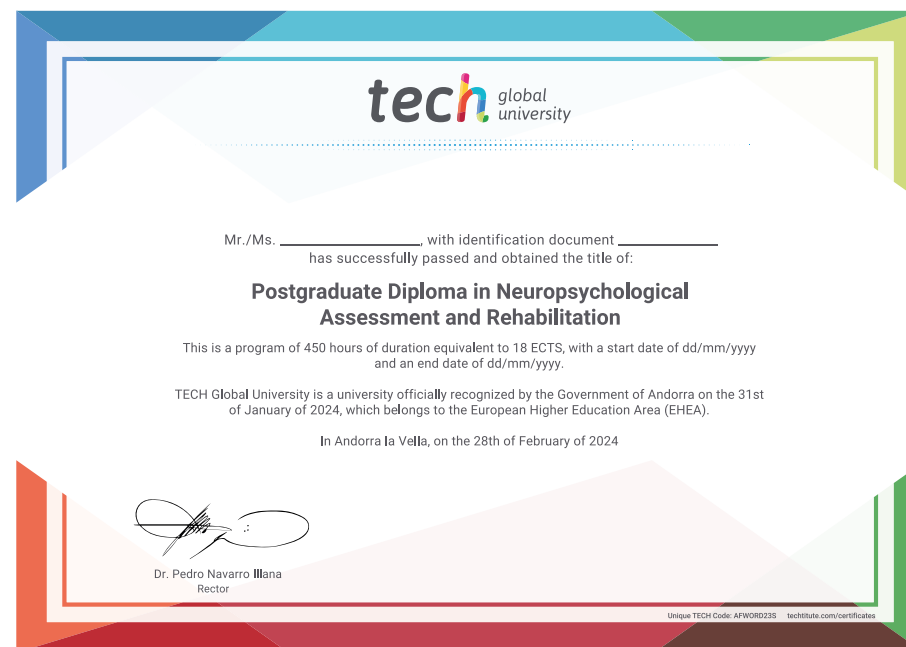 tech global
university
Mr./Ms. ____________, with identification document ____________
has successfully passed and obtained the title of:
Postgraduate Diploma in Neuropsychological
Assessment and Rehabilitation
This is a program of 450 hours of duration equivalent to 18 ECTS, with a start date of dd/mm/yyyy
and an end date of dd/mm/yyyy.
TECH Global University is a university officially recognized by the Government of Andorra on the 31st
of January of 2024, which belongs to the European Higher Education Area (EHEA).
In Andorra la Vella, on the 28th of February of 2024
Dr. Pedro Navarro Illana
Rector
Unique TECH Code: AFWORD23S techtitute.com/certificates